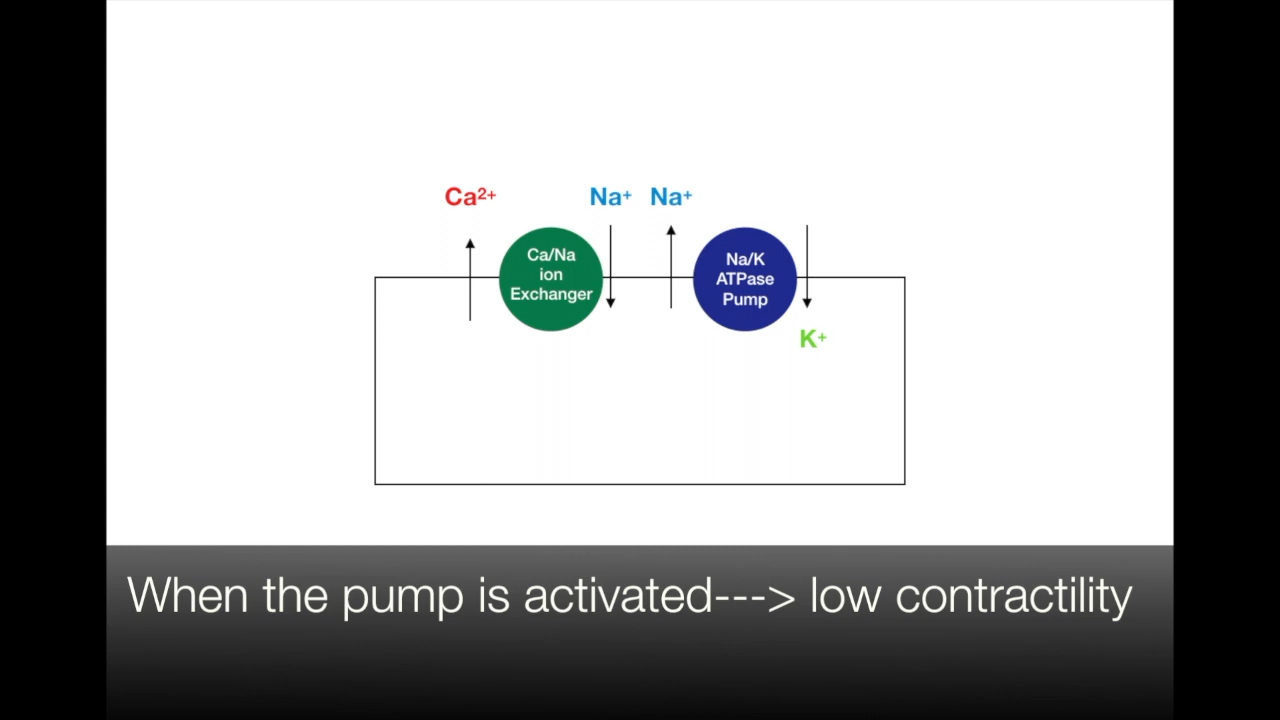 Ca²⁺ Na⁺ Na⁺
Ca/Na
ion
Exchanger
Na/K
ATPase
Pump
K⁺
When the pump is activated---> low contractility